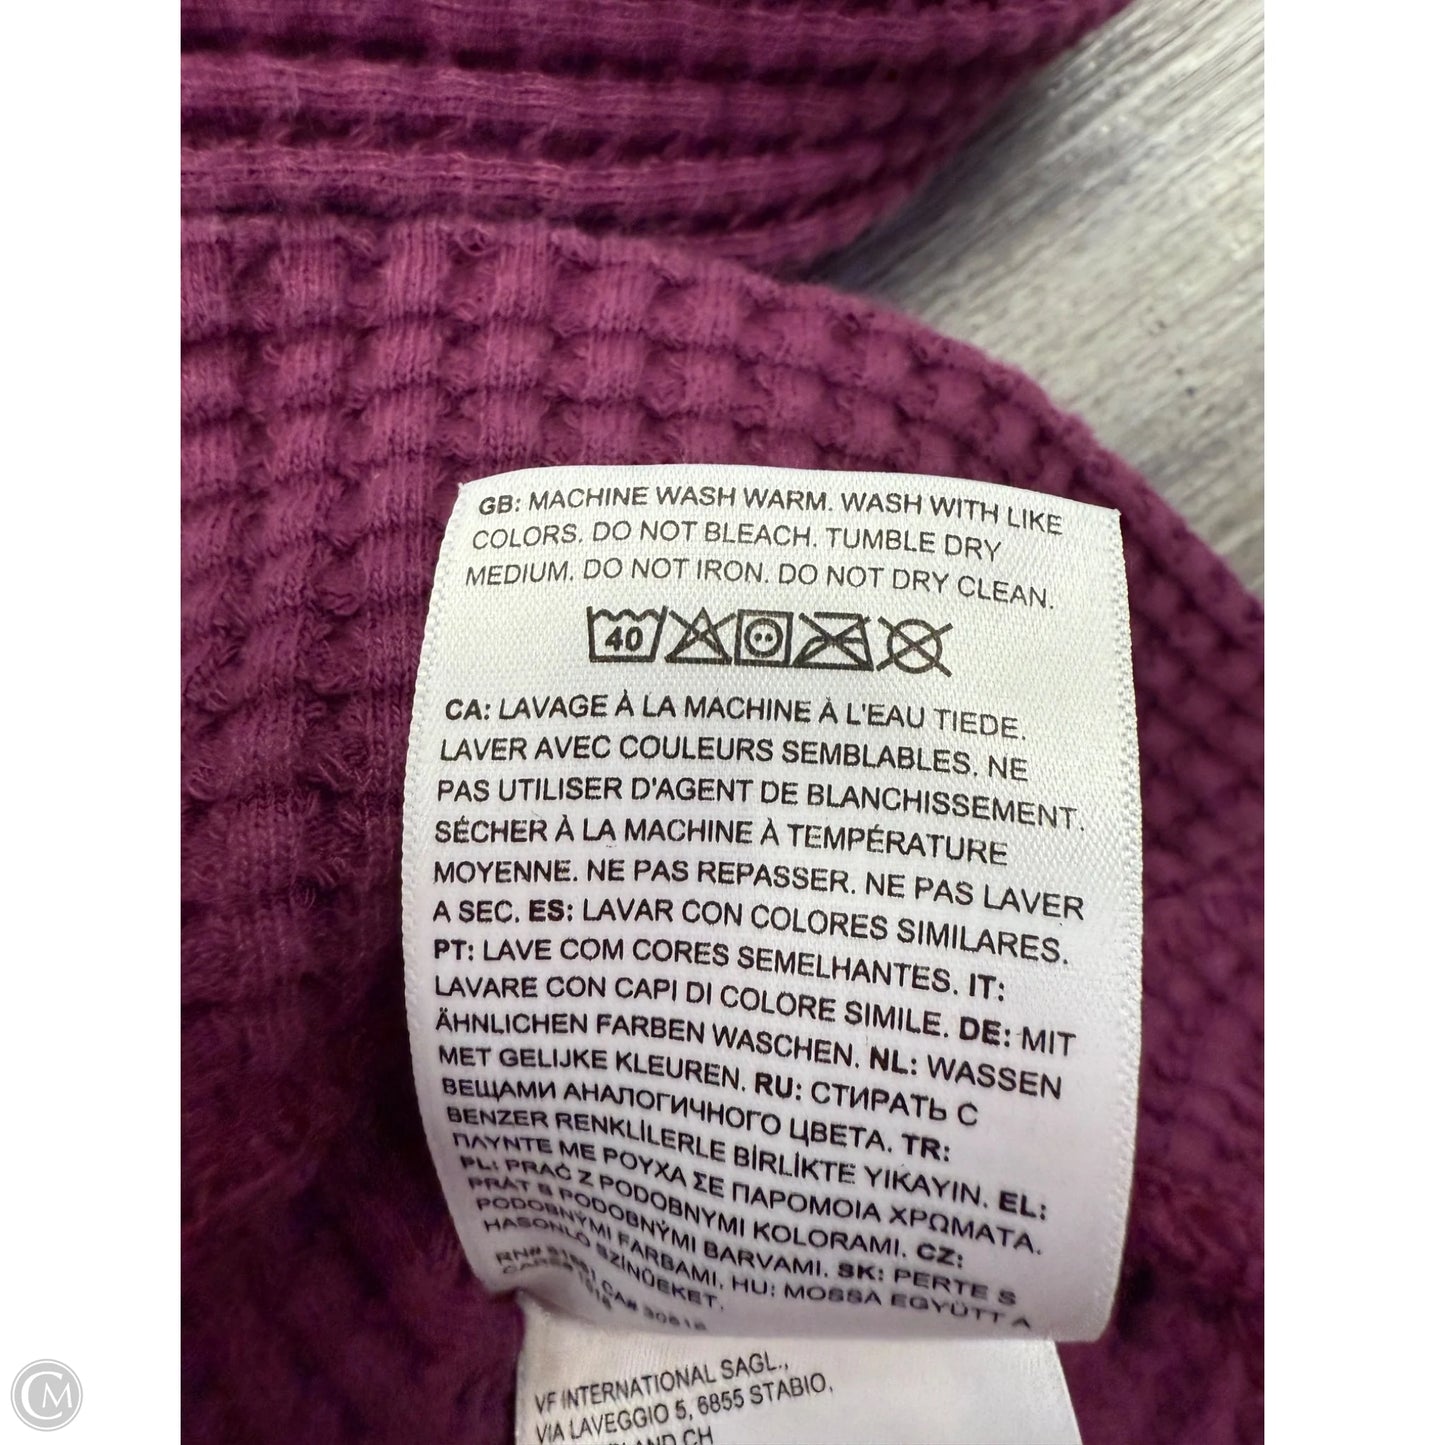 GB: MACHINE WASH WARM. WASH WITH LIKE
COLORS. DO NOT BLEACH. TUMBLE DRY
MEDIUM. DO NOT IRON. DO NOT DRY CLEAN.
40
CA: LAVAGE À LA MACHINE À L'EAU TIEDE.
LAVER AVEC COULEURS SEMBLABLES. NE
PAS UTILISER D'AGENT DE BLANCHISSEMENT.
SÉCHER À LA MACHINE À TEMPÉRATURE
MOYENNE. NE PAS REPASSER. NE PAS LAVER
A SEC. ES: LAVAR CON COLORES SIMILARES.
PT: LAVE COM CORES SEMELHANTES. IT:
LAVARE CON CAPI DI COLORE SIMILE. DE: MIT
ÄHNLICHEN FARBEN WASCHEN. NL: WASSEN
MET GELIJKE KLEUREN. RU: СТИРАТЬ С
ВЕЩАМИ АНАЛОГИЧНОГО ЦВЕТА. TR:
BENZER RENKLİLERLE BİRLİKTE YIKAYIN. EL:
ΠΛΥΝΤΕ ΜΕ ΡΟΥΧΑ ΣΕ ΠΑΡΟΜΟΙΑ ΧΡΩΜΑΤΑ.
PL: PRAĆ Z PODOBNYMI KOLORAMI. CZ:
PRÁT S PODOBNÝMI BARVAMI. SK: PERTE S
PODOBNÝMI FARBAMI. HU: MOSSA EGYÜTT A
HASONLÓ SZÍNŰEKET.
RN# CA#
VF INTERNATIONAL SAGL.,
VIA LAVEGGIO 5, 6855 STABIO,
CH
CM